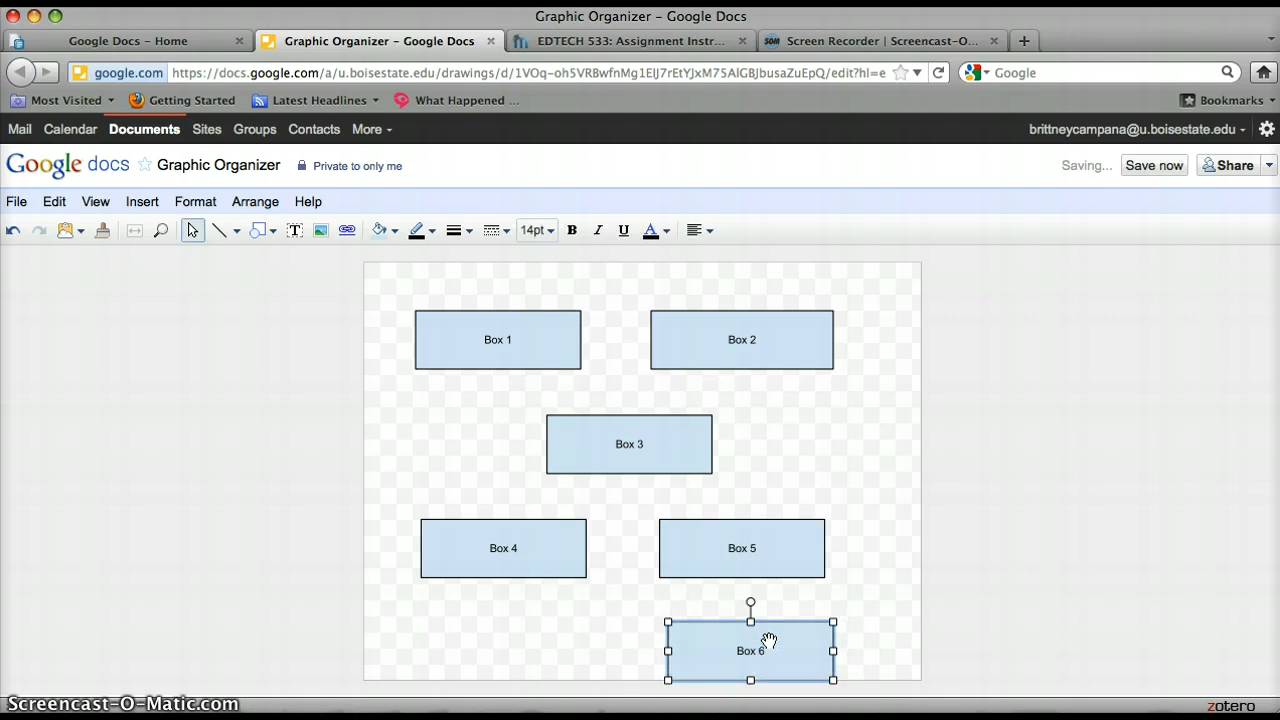 Graphic Organizer – Google Docs
Google Docs – Home
Graphic Organizer – Google Docs
EDTECH 533: Assignment Instr...
som Screen Recorder | Screencast-O...
google.com
https://docs.google.com/a/u.boisestate.edu/drawings/d/1VOq-oh5VRBwfnMg1EIJ7rEtYJxM75AlGBJbusaZuEpQ/edit?hl=e
Google
Most Visited
Getting Started
Latest Headlines
What Happened ...
Bookmarks
Mail Calendar Documents Sites Groups Contacts More
brittneycampana@u.boisestate.edu
Google docs
Graphic Organizer
Private to only me
Saving...
Save now
Share
File Edit View Insert Format Arrange Help
T 14pt B I U A
Box 1
Box 2
Box 3
Box 4
Box 5
Box 6
Screencast-O-Matic.com
zotero